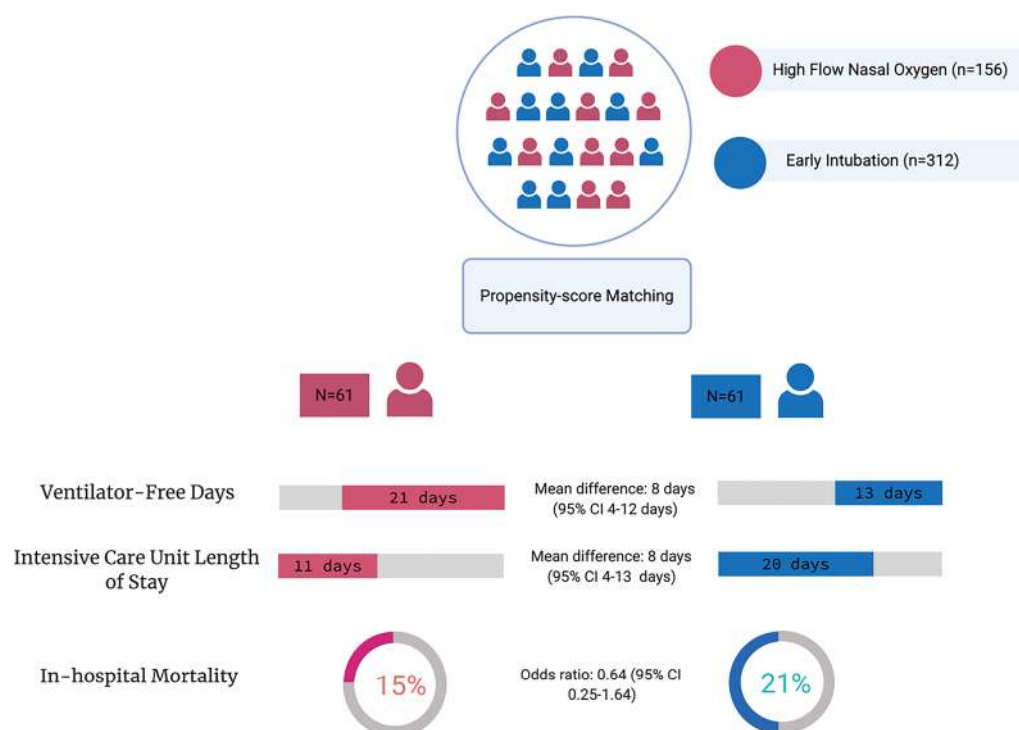 High Flow Nasal Oxygen (n=156)
Early Intubation (n=312)
Propensity-score Matching
N=61
N=61
Ventilator-Free Days
21 days
Mean difference: 8 days
(95% CI 4-12 days)
13 days
Intensive Care Unit Length
of Stay
11 days
Mean difference: 8 days
(95% CI 4-13 days)
20 days
In-hospital Mortality
15%
Odds ratio: 0.64 (95% CI
0.25-1.64)
21%